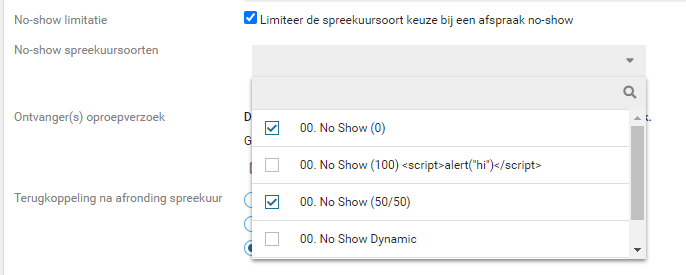 No-show limitatie
Limiteer de spreekuursoort keuze bij een afspraak no-show
No-show spreekuursoorten
Ontvanger(s) oproepverzoek
00. No Show (0)
00. No Show (100) <script>alert("hi")</script>
00. No Show (50/50)
00. No Show Dynamic
Terugkoppeling na afronding spreekuur